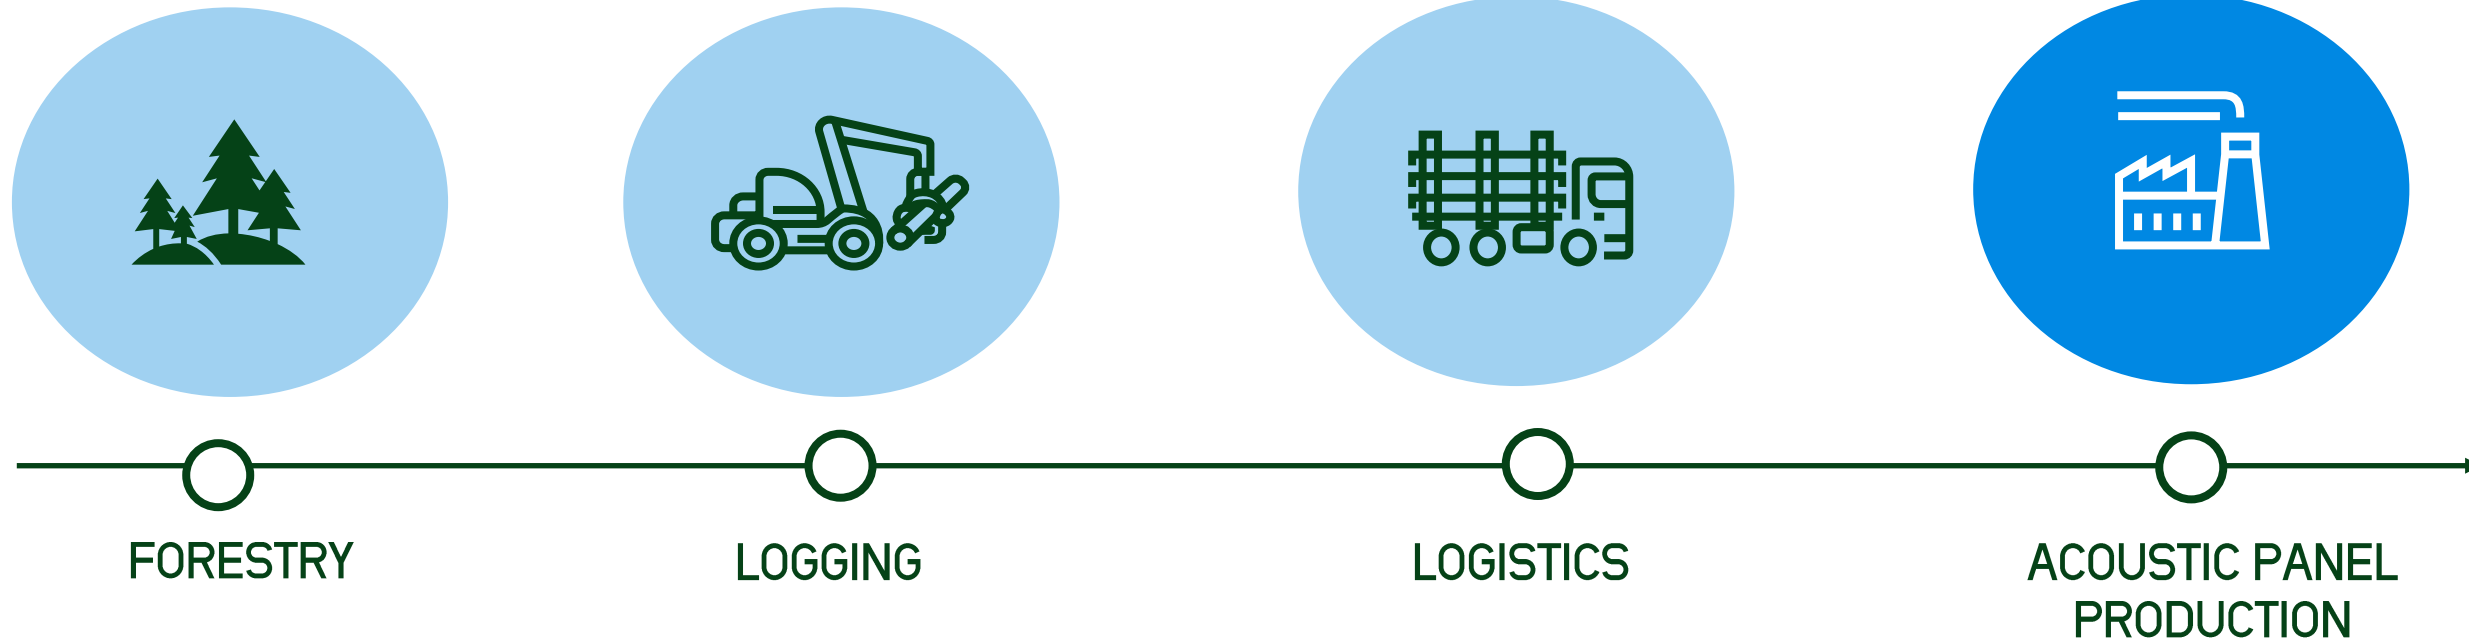 FORESTRY
LOGGING
LOGISTICS
ACOUSTIC PANEL
PRODUCTION